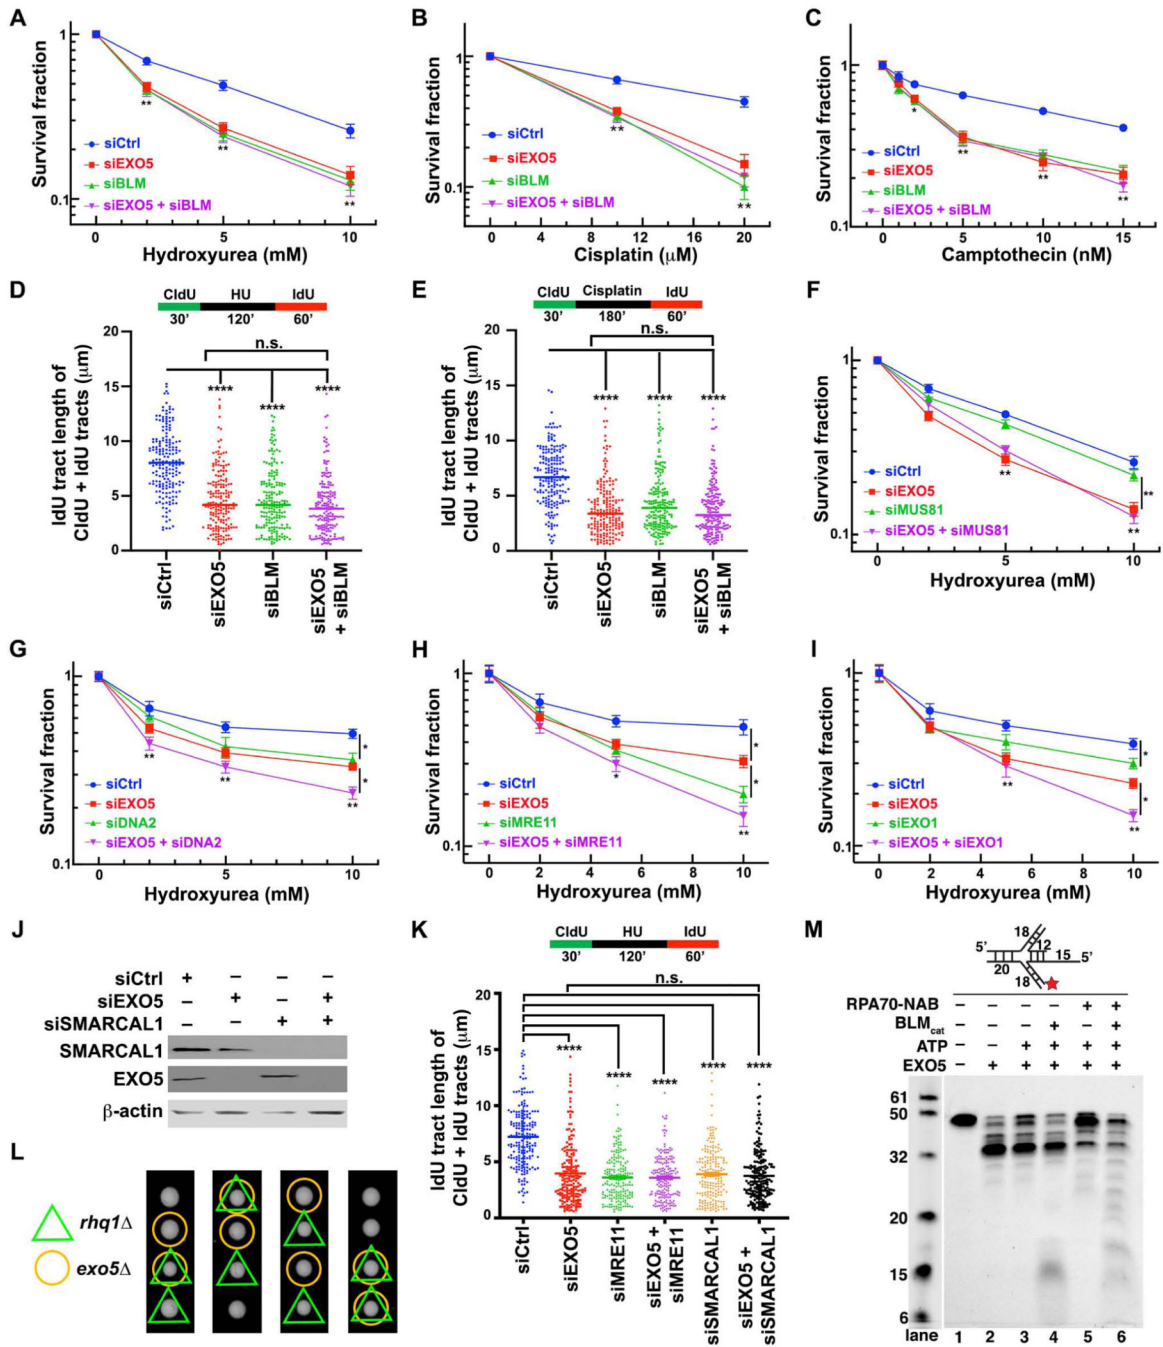 A
Survival fraction
1
0.1
siCtrl
siEXO5
siBLM
siEXO5 + siBLM
**
**
**
0
5
10
Hydroxyurea (mM)
B
Survival fraction
1
0.1
siCtrl
siEXO5
siBLM
siEXO5 + siBLM
**
**
0
4
8
12
16
20
Cisplatin (μM)
C
Survival fraction
1
0.1
siCtrl
siEXO5
siBLM
siEXO5 + siBLM
*
**
**
**
0
5
10
15
Camptothecin (nM)
D
CldU
HU
IdU
30’
120’
60’
n.s.
****
****
****
IdU tract length of
CldU + IdU tracts (μm)
20
15
10
5
0
siCtrl
siEXO5
siBLM
siEXO5
+ siBLM
E
CldU
Cisplatin
IdU
30’
180’
60’
n.s.
****
****
****
IdU tract length of
CldU + IdU tracts (μm)
20
15
10
5
0
siCtrl
siEXO5
siBLM
siEXO5
+ siBLM
F
Survival fraction
1
0.1
siCtrl
siEXO5
siMUS81
siEXO5 + siMUS81
**
**
**
0
2
4
6
8
10
Hydroxyurea (mM)
G
Survival fraction
1
0.1
siCtrl
siEXO5
siDNA2
siEXO5 + siDNA2
**
**
*
*
**
0
5
10
Hydroxyurea (mM)
H
Survival fraction
1
0.1
siCtrl
siEXO5
siMRE11
siEXO5 + siMRE11
*
*
*
**
0
2
4
6
8
10
Hydroxyurea (mM)
I
Survival fraction
1
0.1
siCtrl
siEXO5
siEXO1
siEXO5 + siEXO1
**
*
*
**
0
2
4
6
8
10
Hydroxyurea (mM)
J
siCtrl + – – –
siEXO5 – + – +
siSMARCAL1 – – + +
SMARCAL1
EXO5
β-actin
K
CldU
HU
IdU
30’
120’
60’
n.s.
****
****
****
****
****
IdU tract length of
CldU + IdU tracts (μm)
20
15
10
5
0
siCtrl
siEXO5
siMRE11
siEXO5 +
siMRE11
siSMARCAL1
siEXO5 +
siSMARCAL1
L
rhq1Δ
exo5Δ
M
18
5’
12
15
5’
20
18
RPA70-NAB – – – – + +
BLMcat – – – + – +
ATP – – + + + +
EXO5 – + + + + +
61
50
32
20
15
6
lane 1 2 3 4 5 6